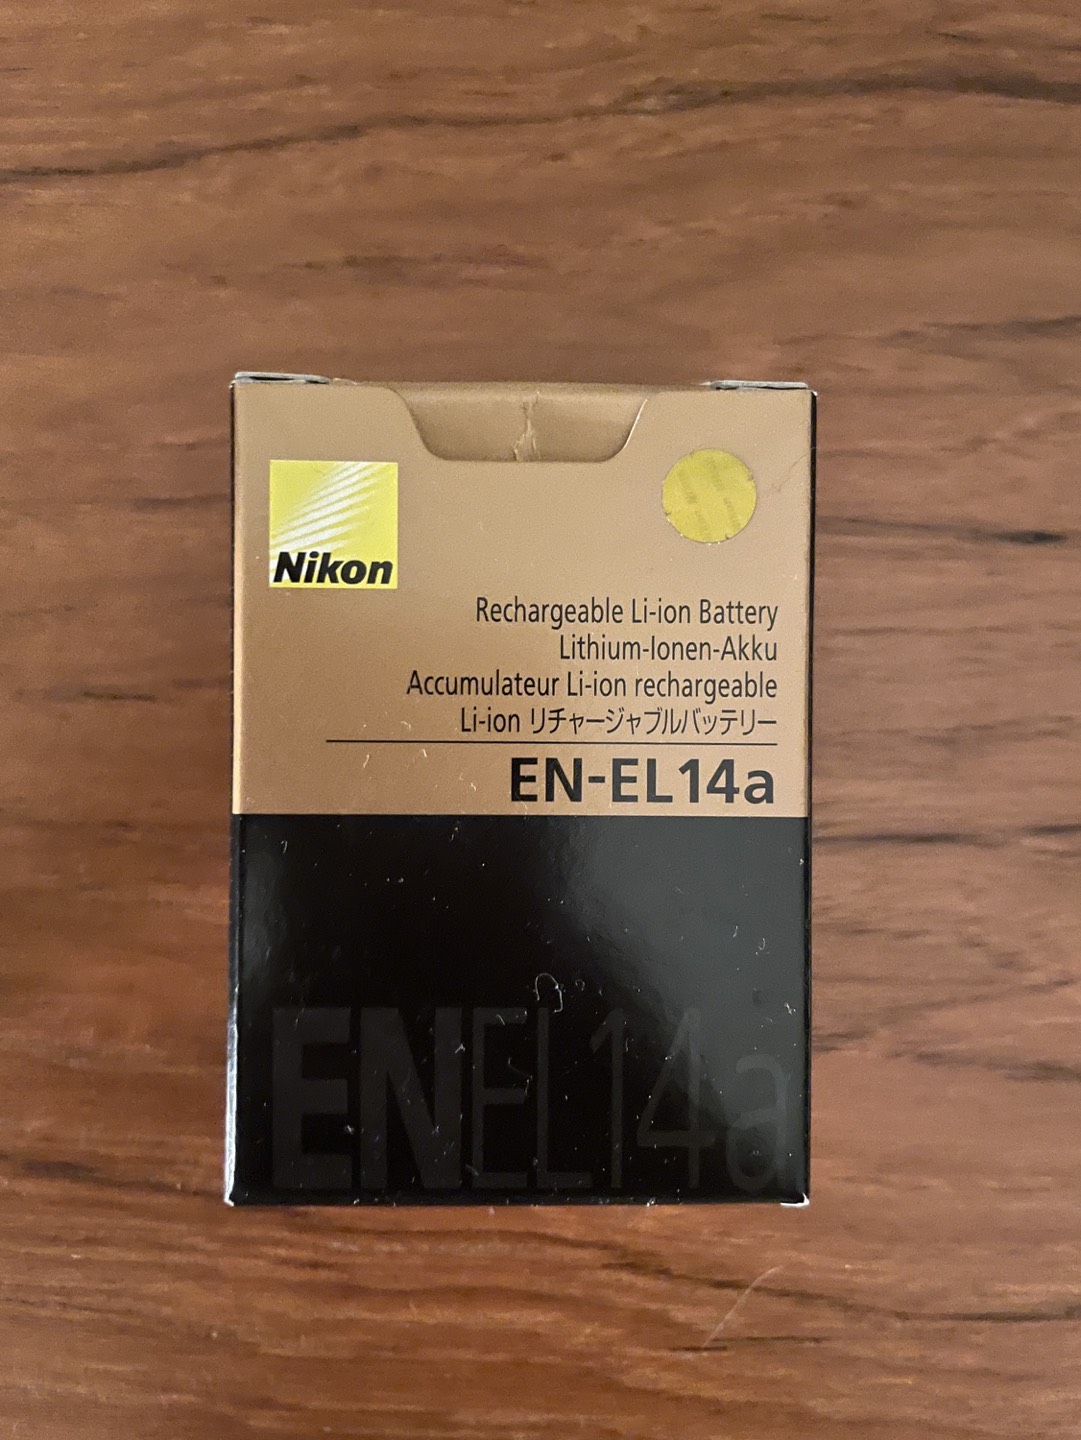 Nikon
Rechargeable Li-ion Battery
Lithium-Ionen-Akku
Accumulateur Li-ion rechargeable
Li-ion リチャージャブルバッテリー
EN-EL14a
ENEL14a